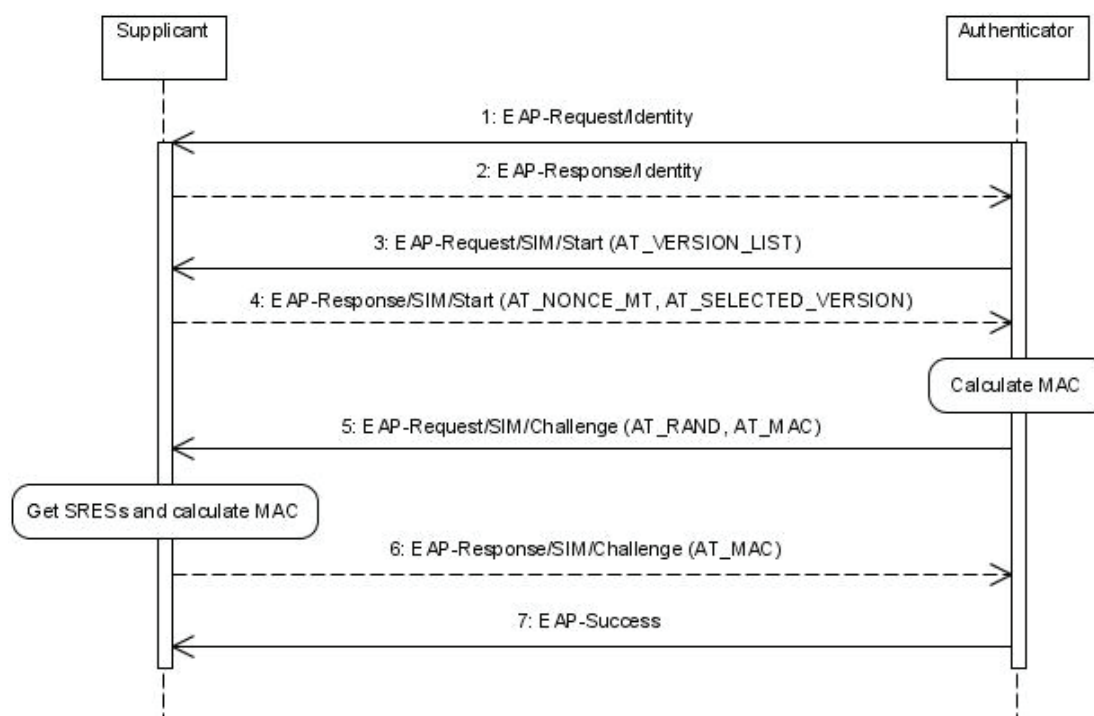 Supplicant
Authenticator
1: EAP-Request/Identity
2: EAP-Response/Identity
3: EAP-Request/SIM/Start (AT_VERSION_LIST)
4: EAP-Response/SIM/Start (AT_NONCE_MT, AT_SELECTED_VERSION)
Calculate MAC
5: EAP-Request/SIM/Challenge (AT_RAND, AT_MAC)
Get SRESs and calculate MAC
6: EAP-Response/SIM/Challenge (AT_MAC)
7: EAP-Success